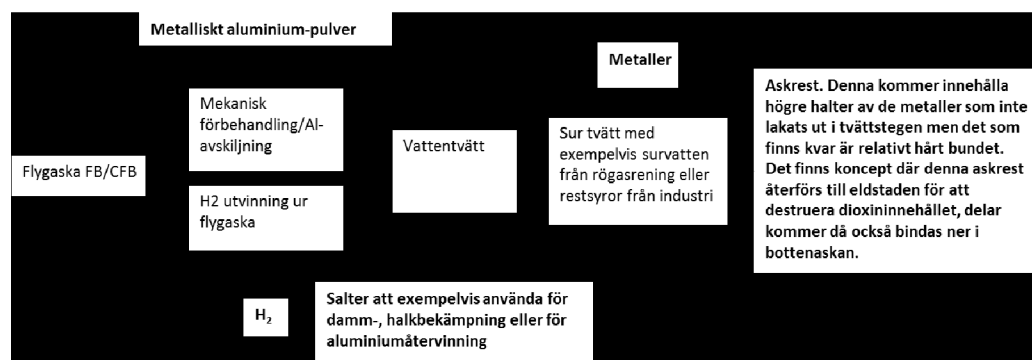 Metalliskt aluminium-pulver
Metaller
Flygaska FB/CFB
Mekanisk
förbehandling/Al-
avskiljning
H2 utvinning ur
flygaska
Vattentvätt
Sur tvätt med
exempelvis survatten
från rögasrening eller
restsyror från industri
Askrest. Denna kommer innehålla
högre halter av de metaller som inte
lakats ut i tvättstegen men det som
finns kvar är relativt hårt bundet.
Det finns koncept där denna askrest
återförs till eldstaden för att
destruera dioxininnehållet, delar
kommer då också bindas ner i
bottenaskan.
H₂
Salter att exempelvis använda för
damm-, halkbekämpning eller för
aluminiumåtervinning